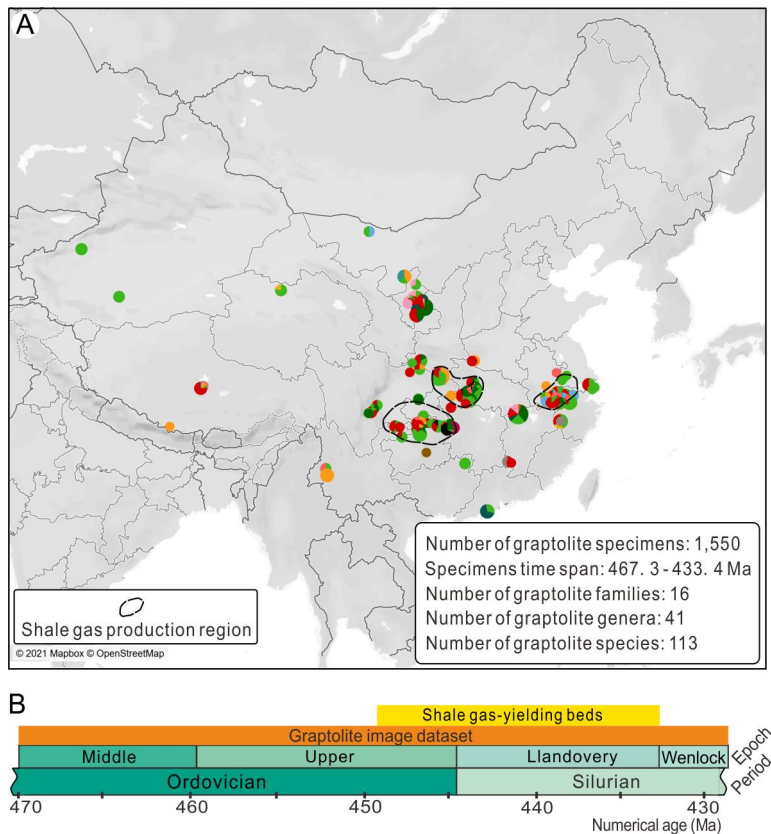 A
Number of graptolite specimens: 1,550
Specimens time span: 467. 3-433. 4 Ma
Number of graptolite families: 16
Number of graptolite genera: 41
Number of graptolite species: 113
Shale gas production region
© 2021 Mapbox © OpenStreetMap
B
Shale gas-yielding beds
Graptolite image dataset
Middle Upper Llandovery Wenlock Epoch
Ordovician Silurian Period
470 460 450 440 430
Numerical age (Ma)